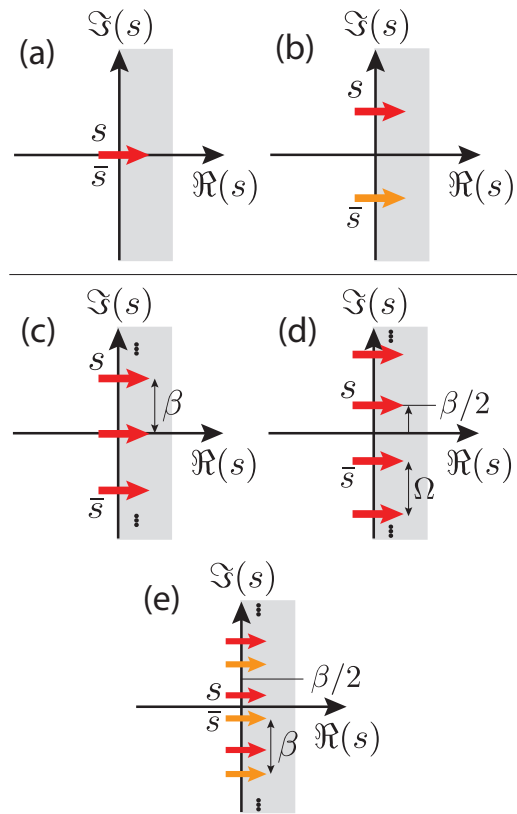 ℑ(s)
(a)
s
s̄
ℜ(s)
ℑ(s)
(b)
s
s̄
ℜ(s)
ℑ(s)
(c)
s
β
s̄
ℜ(s)
ℑ(s)
(d)
s
β/2
s̄
ℜ(s)
Ω
ℑ(s)
(e)
β/2
s
s̄
ℜ(s)
β